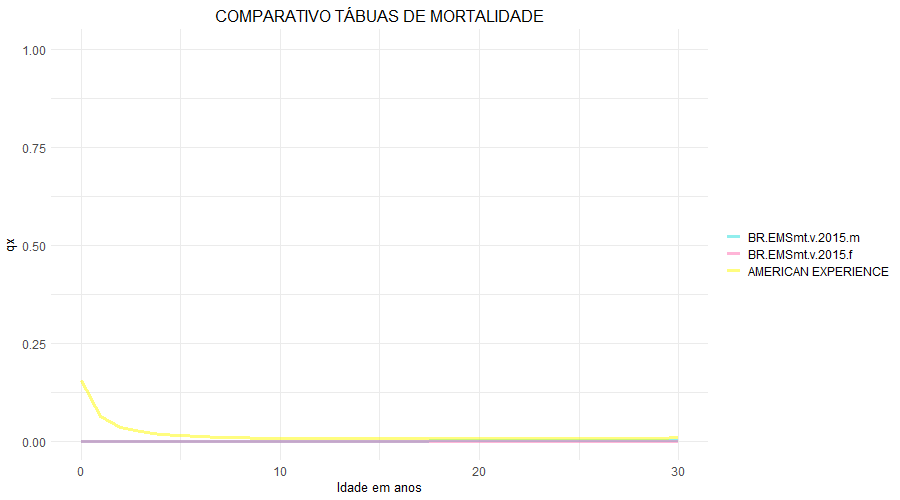 COMPARATIVO TÁBUAS DE MORTALIDADE
1.00
0.75
0.50
0.25
0.00
qx
0
10
20
30
Idade em anos
BR.EMSmt.v.2015.m
BR.EMSmt.v.2015.f
AMERICAN EXPERIENCE